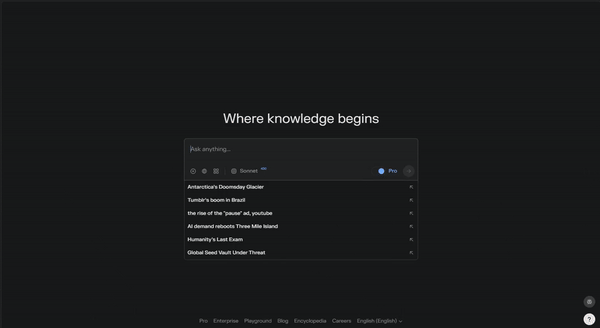 Where knowledge begins
Ask anything...
Sonnet
Pro
Antarctica's Doomsday Glacier
Tumblr's boom in Brazil
the rise of the "pause" ad, youtube
AI demand reboots Three Mile Island
Humanity's Last Exam
Global Seed Vault Under Threat
Pro Enterprise Playground Blog Encyclopedia Careers English (English)
?